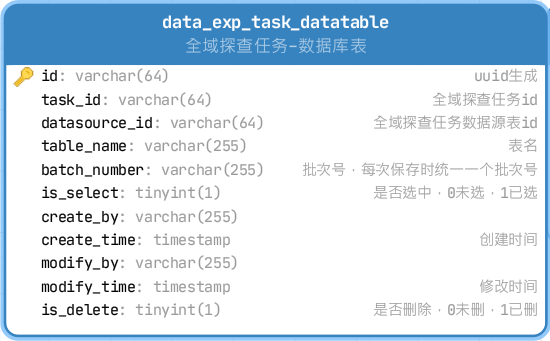 data_exp_task_datatable
全域探查任务-数据库表
id: varchar(64) uuid生成
task_id: varchar(64) 全域探查任务id
datasource_id: varchar(64) 全域探查任务数据源表id
table_name: varchar(255) 表名
batch_number: varchar(255) 批次号，每次保存时统一一个批次号
is_select: tinyint(1) 是否选中，0未选，1已选
create_by: varchar(255)
create_time: timestamp 创建时间
modify_by: varchar(255)
modify_time: timestamp 修改时间
is_delete: tinyint(1) 是否删除，0未删，1已删